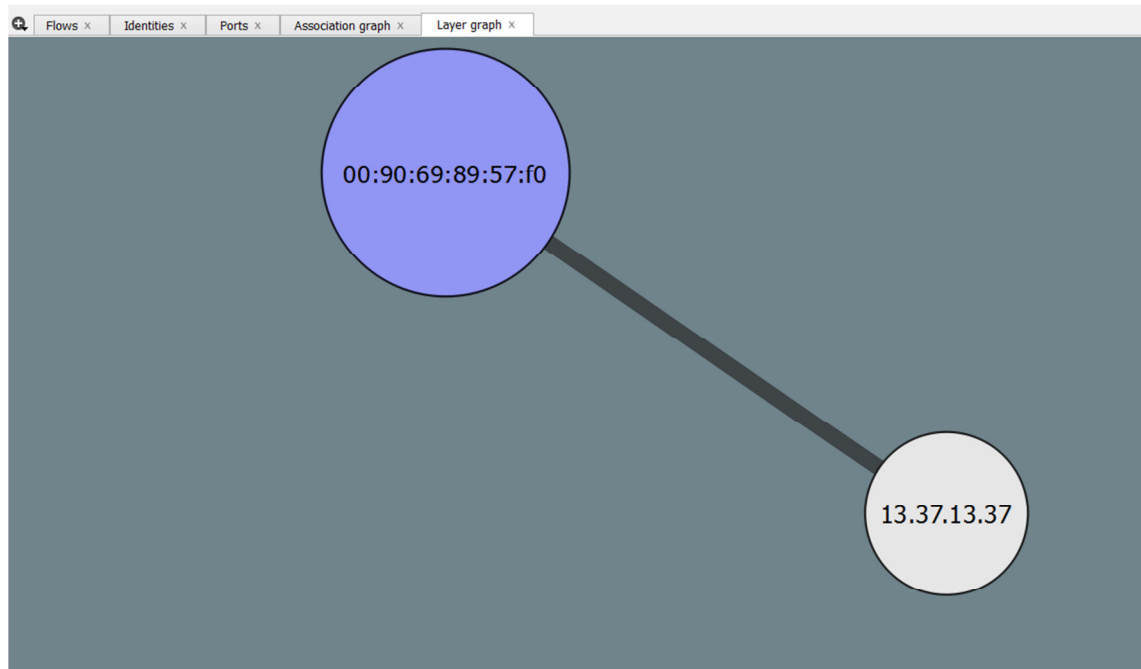 Flows x Identities x Ports x Association graph x Layer graph x
00:90:69:89:57:f0
13.37.13.37